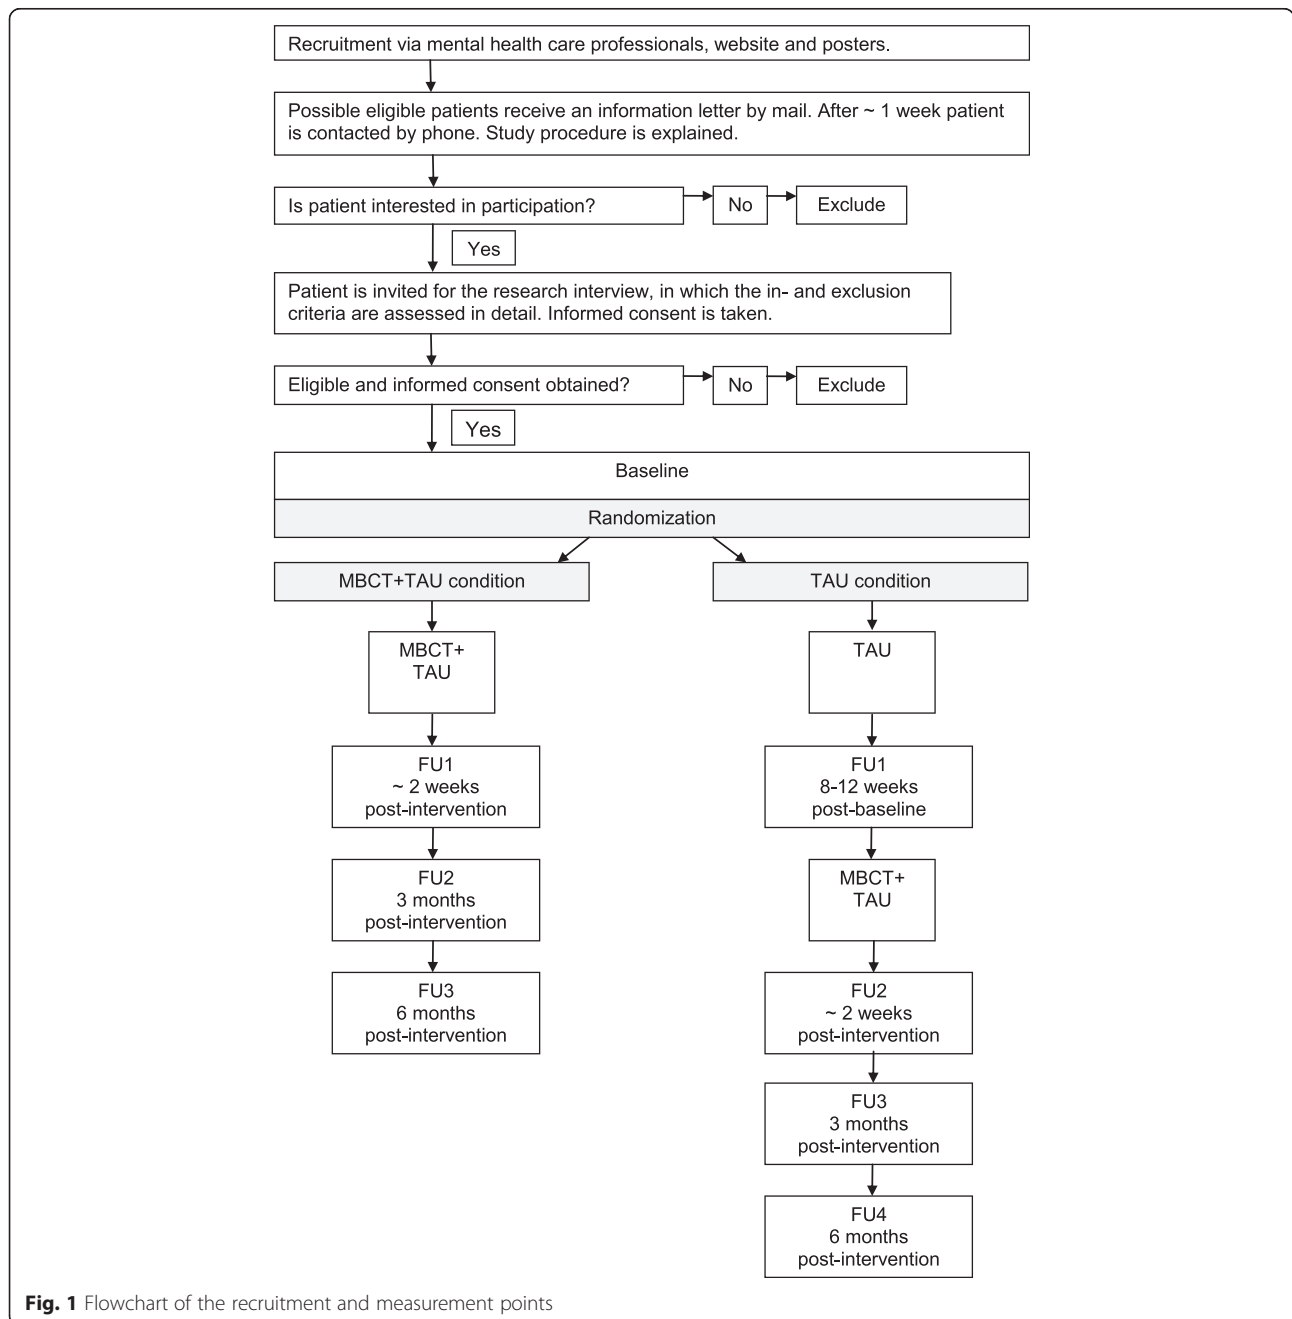 Recruitment via mental health care professionals, website and posters.
Possible eligible patients receive an information letter by mail. After ~ 1 week patient
is contacted by phone. Study procedure is explained.
Is patient interested in participation?
No
Exclude
Yes
Patient is invited for the research interview, in which the in- and exclusion
criteria are assessed in detail. Informed consent is taken.
Eligible and informed consent obtained?
No
Exclude
Yes
Baseline
Randomization
MBCT+TAU condition
MBCT+
TAU
FU1
~ 2 weeks
post-intervention
FU2
3 months
post-intervention
FU3
6 months
post-intervention
TAU condition
TAU
FU1
8-12 weeks
post-baseline
MBCT+
TAU
FU2
~ 2 weeks
post-intervention
FU3
3 months
post-intervention
FU4
6 months
post-intervention
Fig. 1 Flowchart of the recruitment and measurement points